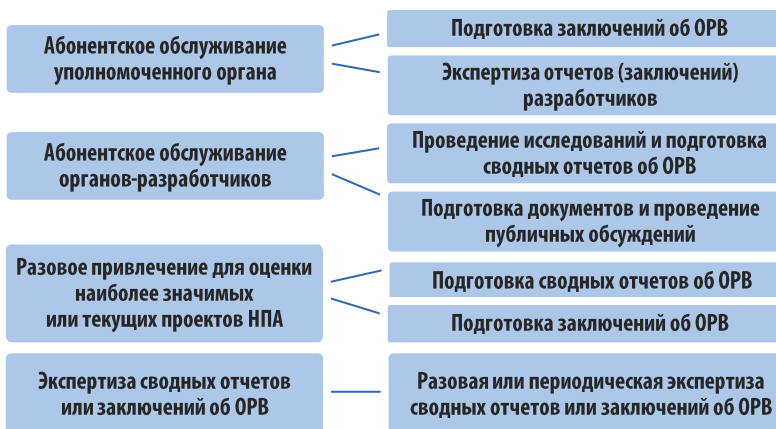 Абонентское обслуживание
уполномоченного органа
Подготовка заключений об ОРВ
Экспертиза отчетов (заключений)
разработчиков
Абонентское обслуживание
органов-разработчиков
Проведение исследований и подготовка
сводных отчетов об ОРВ
Подготовка документов и проведение
публичных обсуждений
Разовое привлечение для оценки
наиболее значимых
или текущих проектов НПА
Подготовка сводных отчетов об ОРВ
Подготовка заключений об ОРВ
Экспертиза сводных отчетов
или заключений об ОРВ
Разовая или периодическая экспертиза
сводных отчетов или заключений об ОРВ